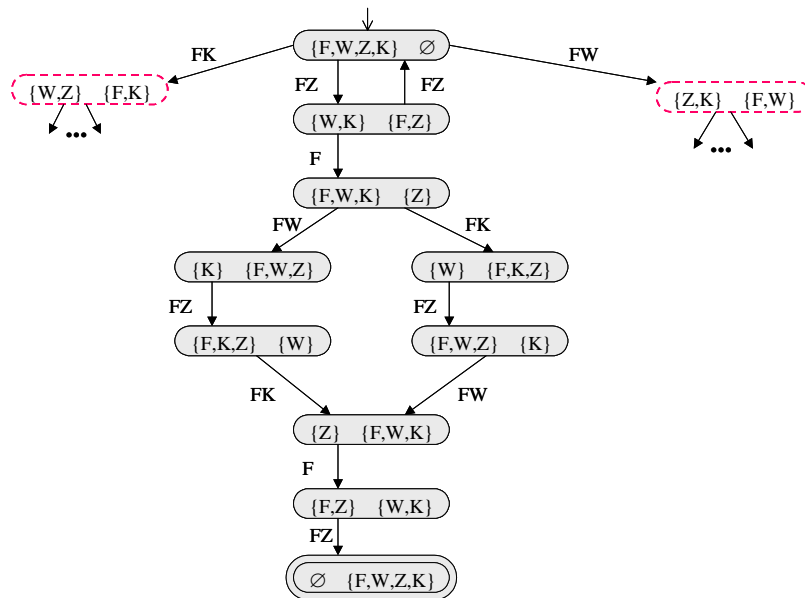 {F,W,Z,K} ∅
FK
FW
{W,Z} {F,K}
FZ
FZ
{Z,K} {F,W}
{W,K} {F,Z}
•••
•••
F
{F,W,K} {Z}
FW
FK
{K} {F,W,Z}
{W} {F,K,Z}
FZ
FZ
{F,K,Z} {W}
{F,W,Z} {K}
FK
FW
{Z} {F,W,K}
F
{F,Z} {W,K}
FZ
∅ {F,W,Z,K}